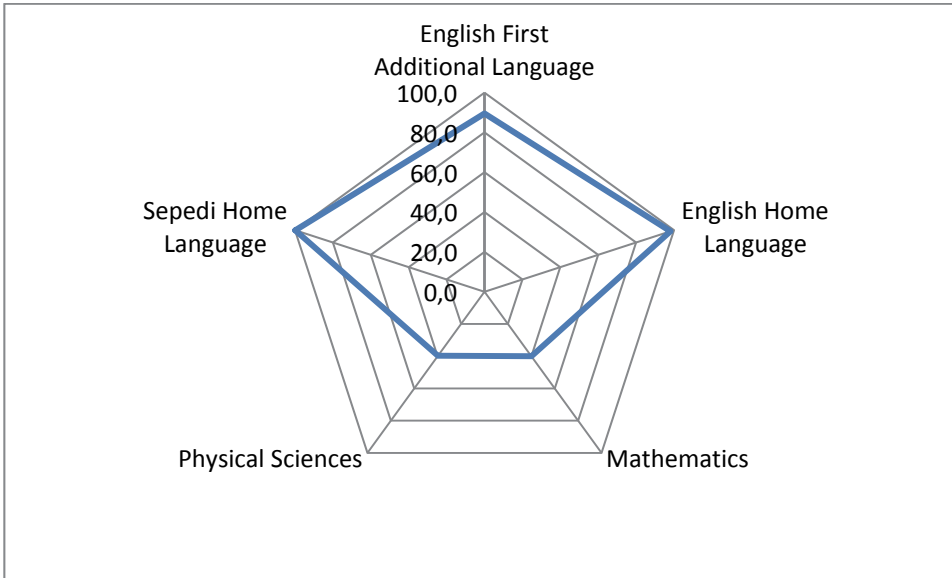 English First
Additional Language
100,0
80,0
60,0
40,0
20,0
0,0
English Home
Language
Mathematics
Physical Sciences
Sepedi Home
Language